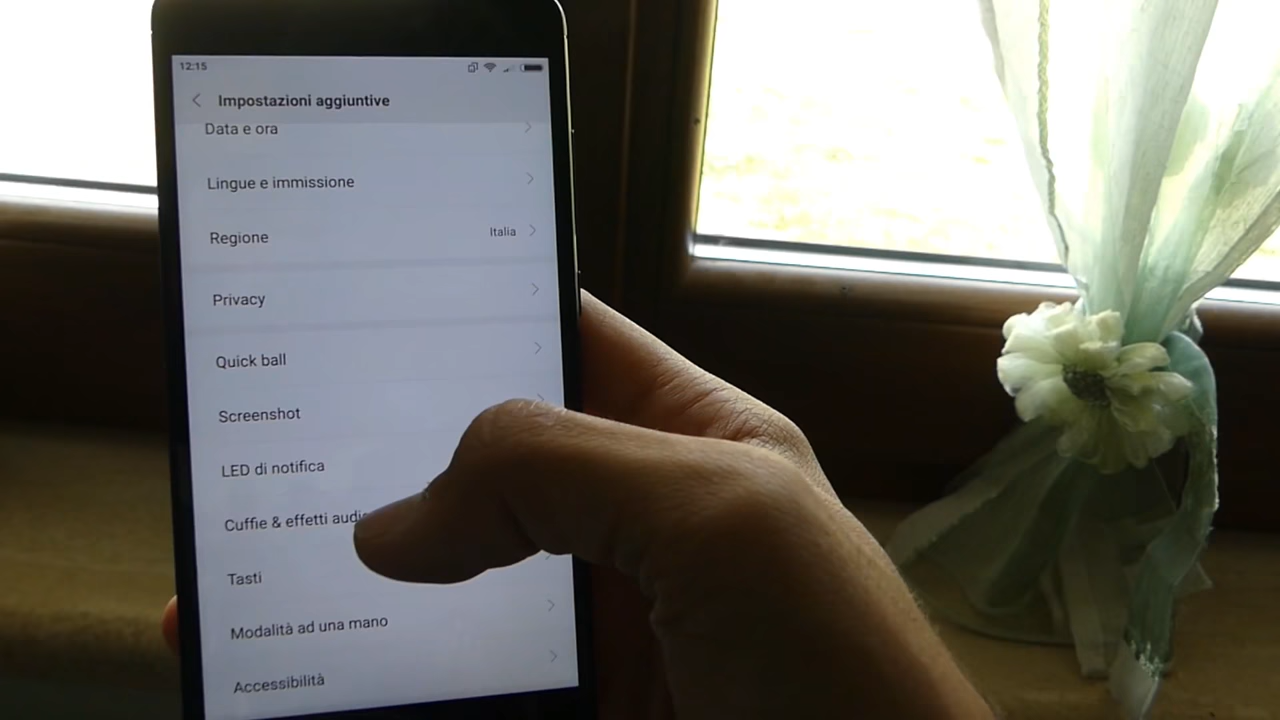 12:15
Impostazioni aggiuntive
Data e ora
Lingue e immissione
Regione Italia
Privacy
Quick ball
Screenshot
LED di notifica
Cuffie & effetti audio
Tasti
Modalità ad una mano
Accessibilità